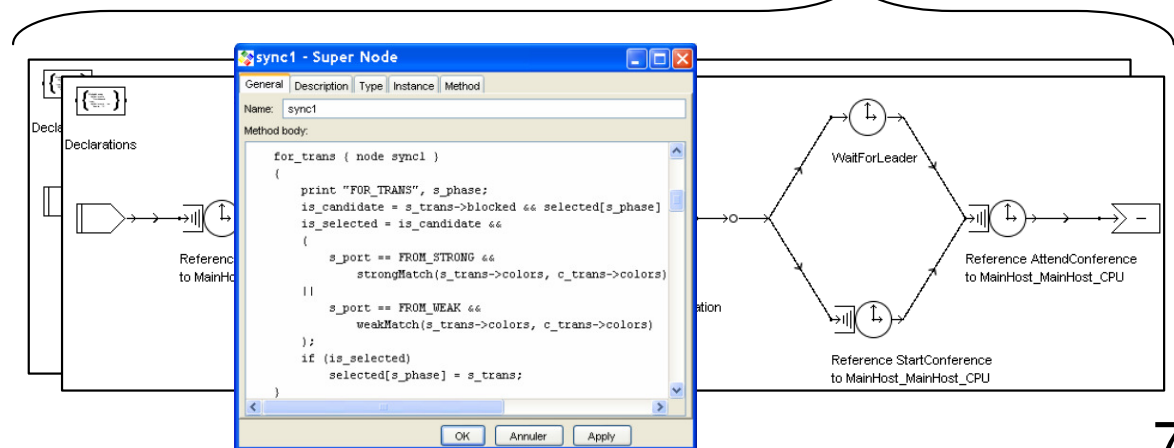 sync1 - Super Node
General Description Type Instance Method
Name: sync1
Method body:
for_trans ( node sync1 )
{
print "FOR_TRANS", s_phase;
is_candidate = s_trans->blocked && selected[s_phase]
is_selected = is_candidate &&
(
s_port == FROM_STRONG &&
strongMatch(s_trans->colors, c_trans->colors)
||
s_port == FROM_WEAK &&
weakMatch(s_trans->colors, c_trans->colors)
);
if (is_selected)
selected[s_phase] = s_trans;
}
OK Annuler Apply
Decla
Declarations
Referenc
to MainHo
ation
WaitForLeader
Reference AttendConference
to MainHost_MainHost_CPU
Reference StartConference
to MainHost_MainHost_CPU
7